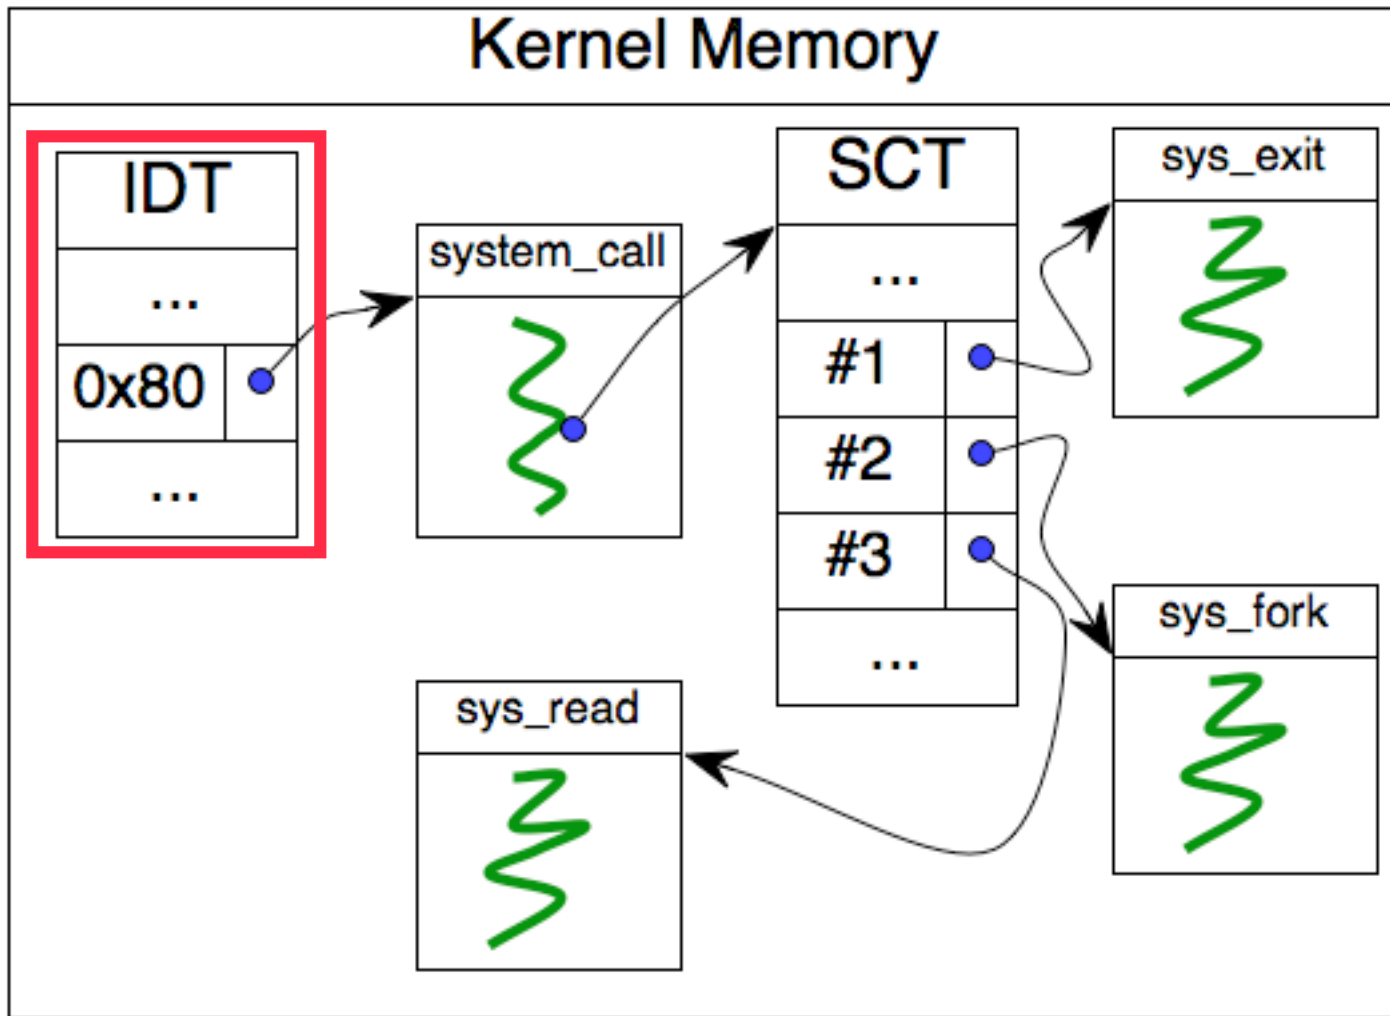 Kernel Memory
IDT
...
0x80
...
system_call
SCT
...
#1
#2
#3
...
sys_exit
sys_fork
sys_read